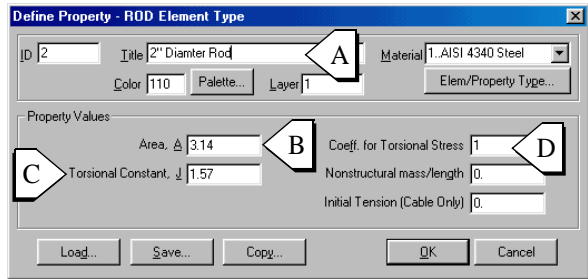 Define Property - ROD Element Type
ID 2 Title 2" Diamter Rod A Material 1..AISI 4340 Steel
Color 110 Palette... Layer 1 Elem/Property Type...
Property Values
Area, A 3.14 B Coeff. for Torsional Stress 1 D
C Torsional Constant, J 1.57 Nonstructural mass/length 0.
Initial Tension (Cable Only) 0.
Load... Save... Copy... OK Cancel